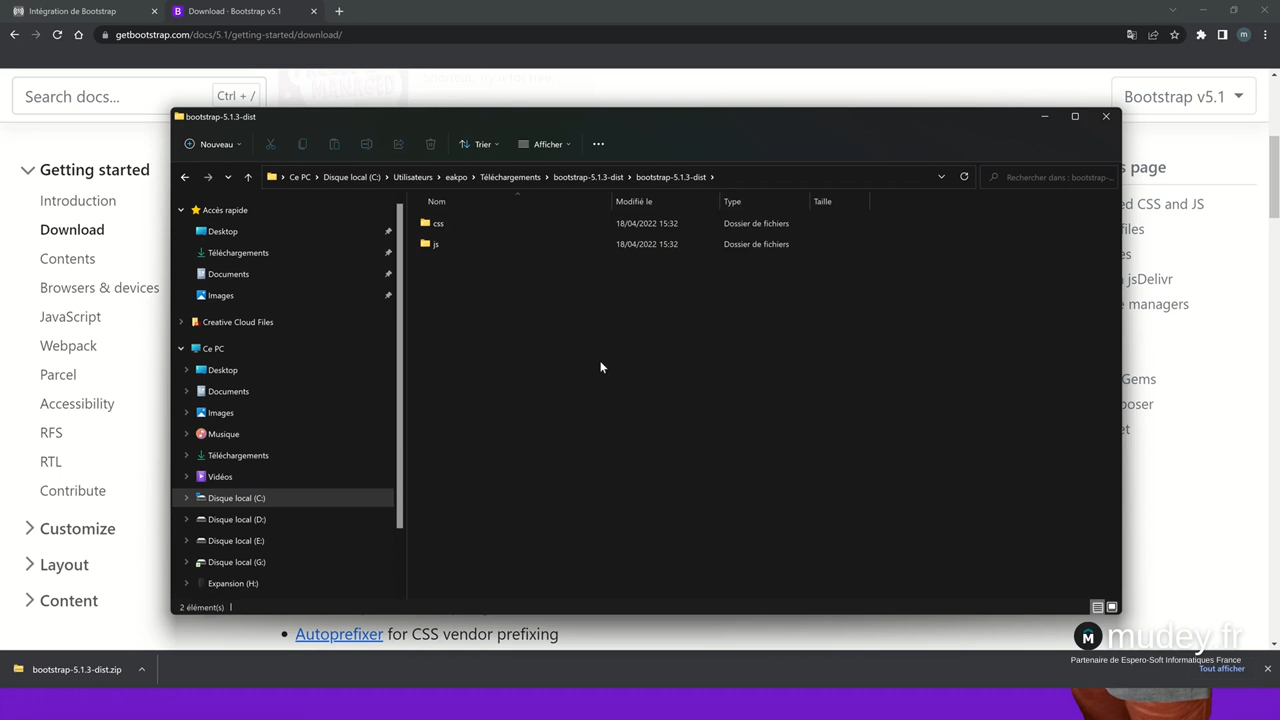 Intégration de Bootstrap
Download · Bootstrap v5.1
getbootstrap.com/docs/5.1/getting-started/download/
m
Search docs...
Ctrl + /
Bootstrap v5.1
Getting started
Introduction
Download
Contents
Browsers & devices
JavaScript
Webpack
Parcel
Accessibility
RFS
RTL
Contribute
Customize
Layout
Content
bootstrap-5.1.3-dist
Nouveau
Trier
Afficher
Ce PC
Disque local (C:)
Utilisateurs
eakpo
Téléchargements
bootstrap-5.1.3-dist
bootstrap-5.1.3-dist
Rechercher dans : bootstrap-...
Accès rapide
Desktop
Téléchargements
Documents
Images
Creative Cloud Files
Ce PC
Desktop
Documents
Images
Musique
Téléchargements
Vidéos
Disque local (C:)
Disque local (D:)
Disque local (E:)
Disque local (G:)
Expansion (H:)
Nom
Modifié le
Type
Taille
css
18/04/2022 15:32
Dossier de fichiers
js
18/04/2022 15:32
Dossier de fichiers
2 élément(s)
s page
ed CSS and JS
files
es
jsDelivr
e managers
Gems
poser
et
Autoprefixer for CSS vendor prefixing
bootstrap-5.1.3-dist.zip
mudey.fr
Partenaire de Espero-Soft Informatiques France
Tout afficher